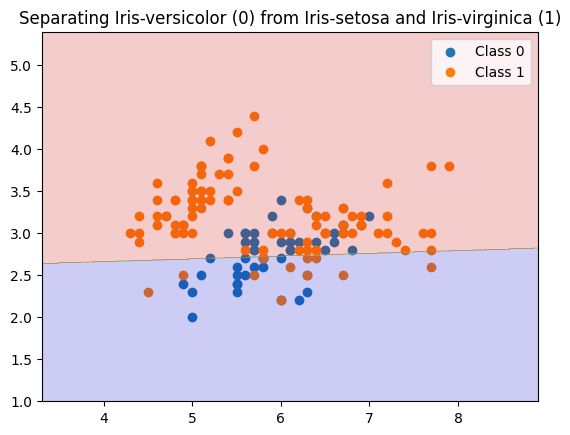 Separating Iris-versicolor (0) from Iris-setosa and Iris-virginica (1)
Class 0
Class 1
5.0
4.5
4.0
3.5
3.0
2.5
2.0
1.5
1.0
4 5 6 7 8